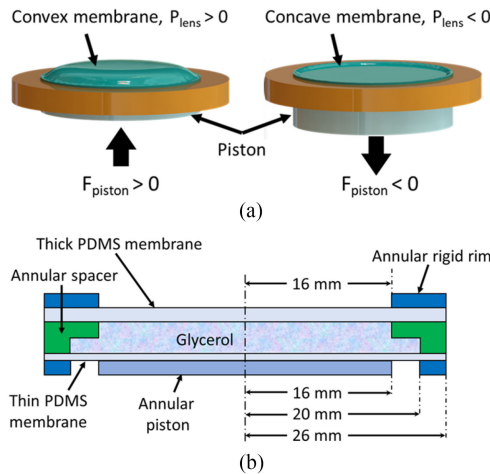 Convex membrane, P_lens > 0
Concave membrane, P_lens < 0
Piston
F_piston > 0
F_piston < 0
(a)
Thick PDMS membrane
Annular spacer
Annular rigid rim
16 mm
Glycerol
Thin PDMS
membrane
Annular
piston
16 mm
20 mm
26 mm
(b)